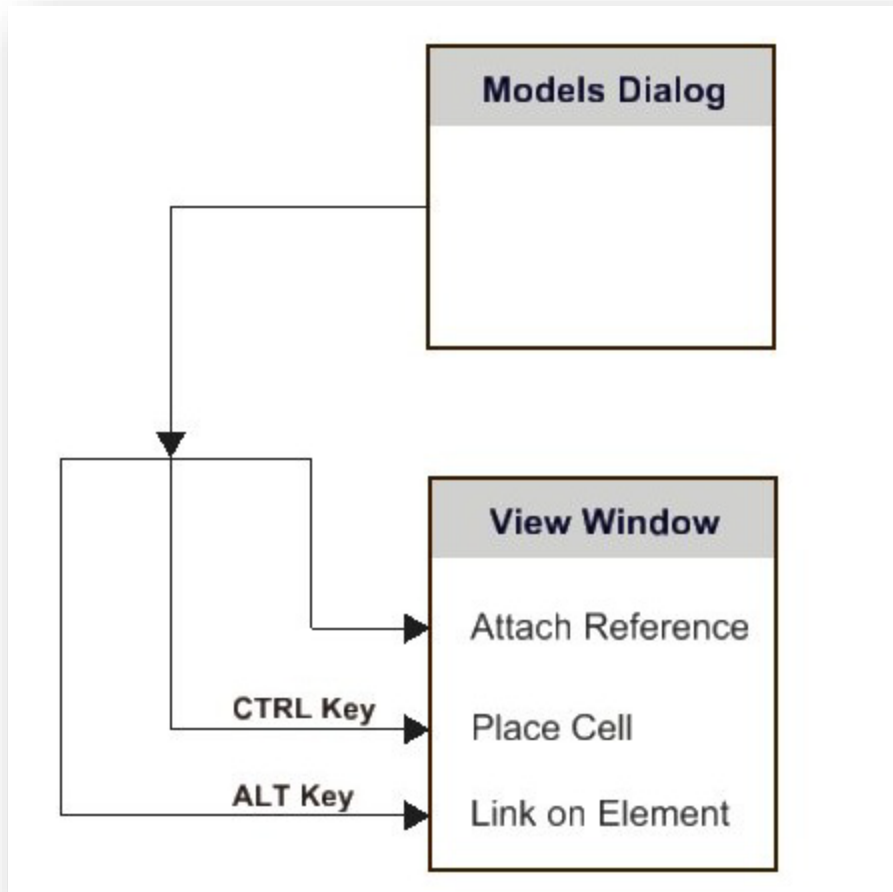 Models Dialog
View Window
Attach Reference
CTRL Key
Place Cell
ALT Key
Link on Element